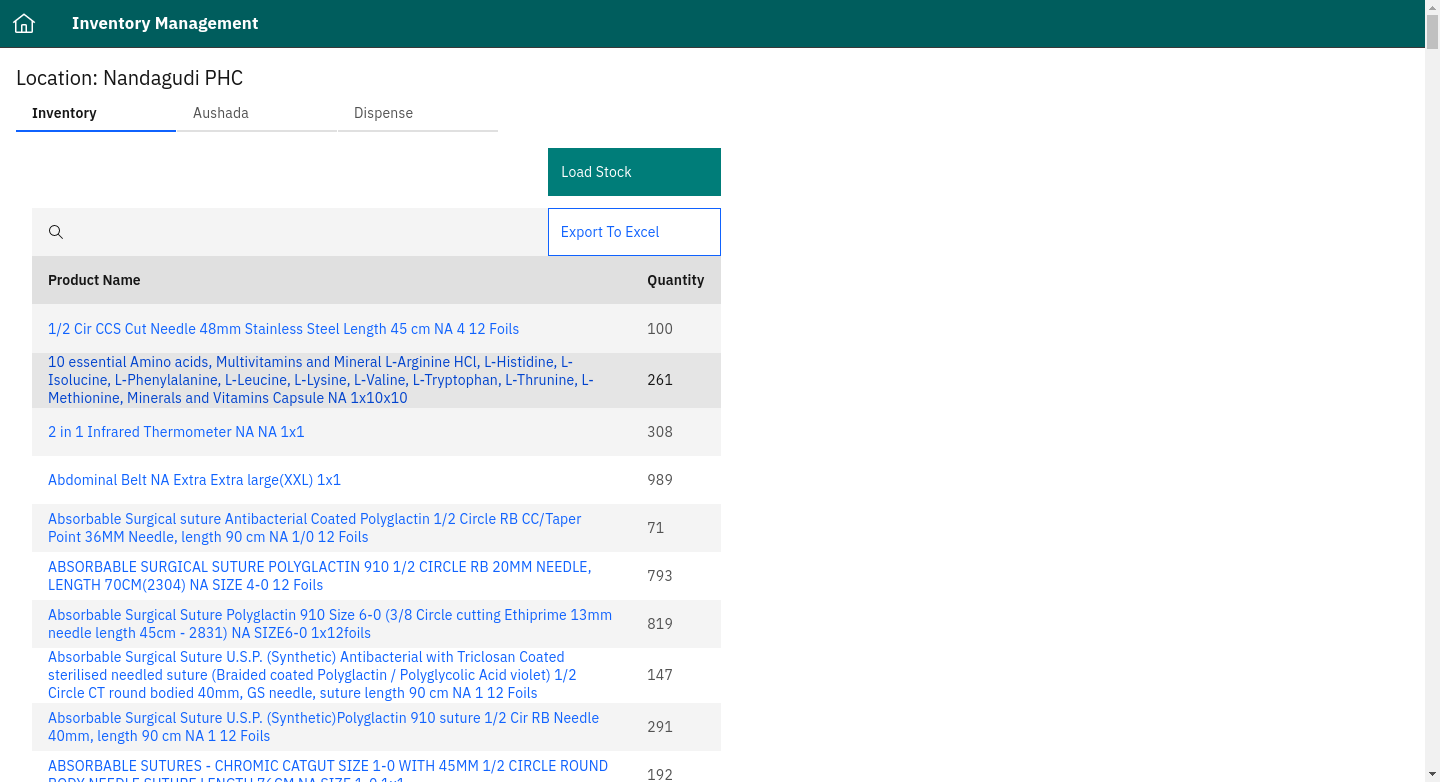 Inventory Management
Location: Nandagudi PHC
Inventory
Aushada
Dispense
Load Stock
Export To Excel
Product Name
Quantity
1/2 Cir CCS Cut Needle 48mm Stainless Steel Length 45 cm NA 4 12 Foils
100
10 essential Amino acids, Multivitamins and Mineral L-Arginine HCl, L-Histidine, L-
Isolucine, L-Phenylalanine, L-Leucine, L-Lysine, L-Valine, L-Tryptophan, L-Thrunine, L-
Methionine, Minerals and Vitamins Capsule NA 1x10x10
261
2 in 1 Infrared Thermometer NA NA 1x1
308
Abdominal Belt NA Extra Extra large(XXL) 1x1
989
Absorbable Surgical suture Antibacterial Coated Polyglactin 1/2 Circle RB CC/Taper
Point 36MM Needle, length 90 cm NA 1/0 12 Foils
71
ABSORBABLE SURGICAL SUTURE POLYGLACTIN 910 1/2 CIRCLE RB 20MM NEEDLE,
LENGTH 70CM(2304) NA SIZE 4-0 12 Foils
793
Absorbable Surgical Suture Polyglactin 910 Size 6-0 (3/8 Circle cutting Ethiprime 13mm
needle length 45cm - 2831) NA SIZE6-0 1x12foils
819
Absorbable Surgical Suture U.S.P. (Synthetic) Antibacterial with Triclosan Coated
sterilised needled suture (Braided coated Polyglactin / Polyglycolic Acid violet) 1/2
Circle CT round bodied 40mm, GS needle, suture length 90 cm NA 1 12 Foils
147
Absorbable Surgical Suture U.S.P. (Synthetic)Polyglactin 910 suture 1/2 Cir RB Needle
40mm, length 90 cm NA 1 12 Foils
291
ABSORBABLE SUTURES - CHROMIC CATGUT SIZE 1-0 WITH 45MM 1/2 CIRCLE ROUND
BODY NEEDLE SUTURE LENGTH 76CM NA SIZE 1-0 1x1
192